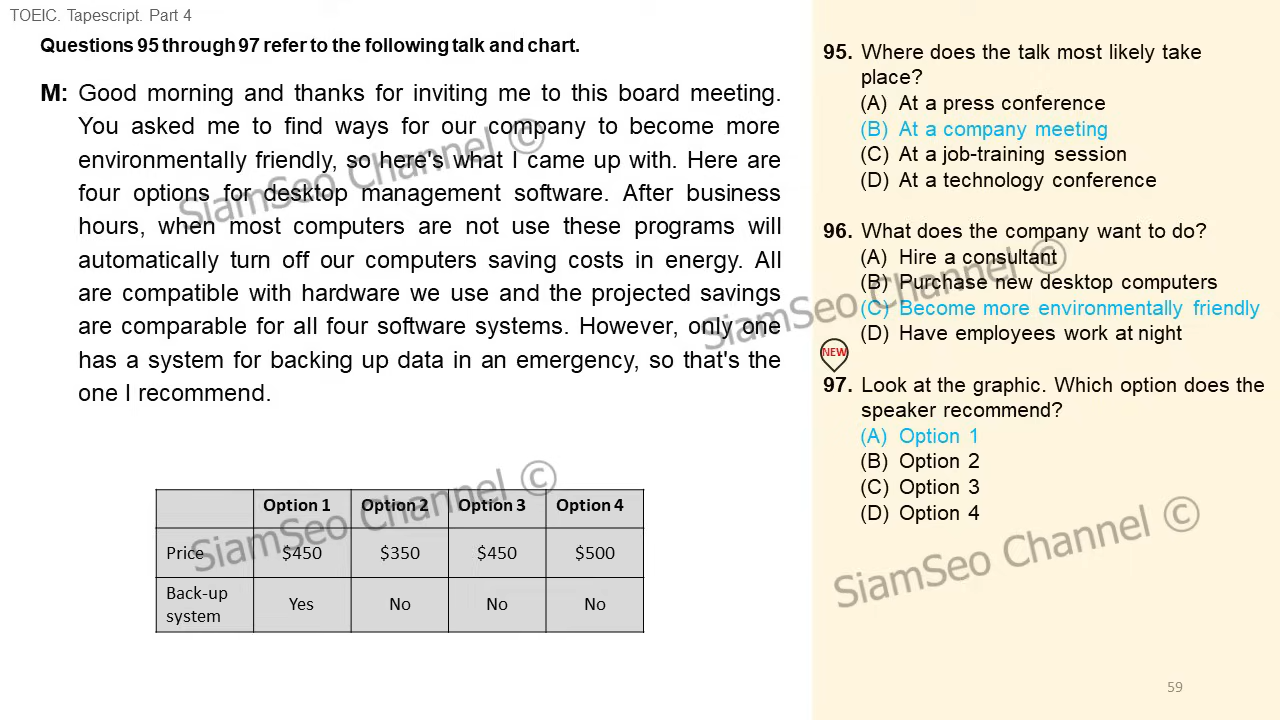 TOEIC. Tapescript. Part 4
Questions 95 through 97 refer to the following talk and chart.
M: Good morning and thanks for inviting me to this board meeting.
You asked me to find ways for our company to become more
environmentally friendly, so here's what I came up with. Here are
four options for desktop management software. After business
hours, when most computers are not use these programs will
automatically turn off our computers saving costs in energy. All
are compatible with hardware we use and the projected savings
are comparable for all four software systems. However, only one
has a system for backing up data in an emergency, so that's the
one I recommend.
Option 1 Option 2 Option 3 Option 4
Price $450 $350 $450 $500
Back-up
system Yes No No No
95. Where does the talk most likely take
place?
(A) At a press conference
(B) At a company meeting
(C) At a job-training session
(D) At a technology conference
96. What does the company want to do?
(A) Hire a consultant
(B) Purchase new desktop computers
(C) Become more environmentally friendly
(D) Have employees work at night
NEW
97. Look at the graphic. Which option does the
speaker recommend?
(A) Option 1
(B) Option 2
(C) Option 3
(D) Option 4
SiamSeo Channel ©
SiamSeo Channel ©
SiamSeo Channel ©
SiamSeo Channel ©
59